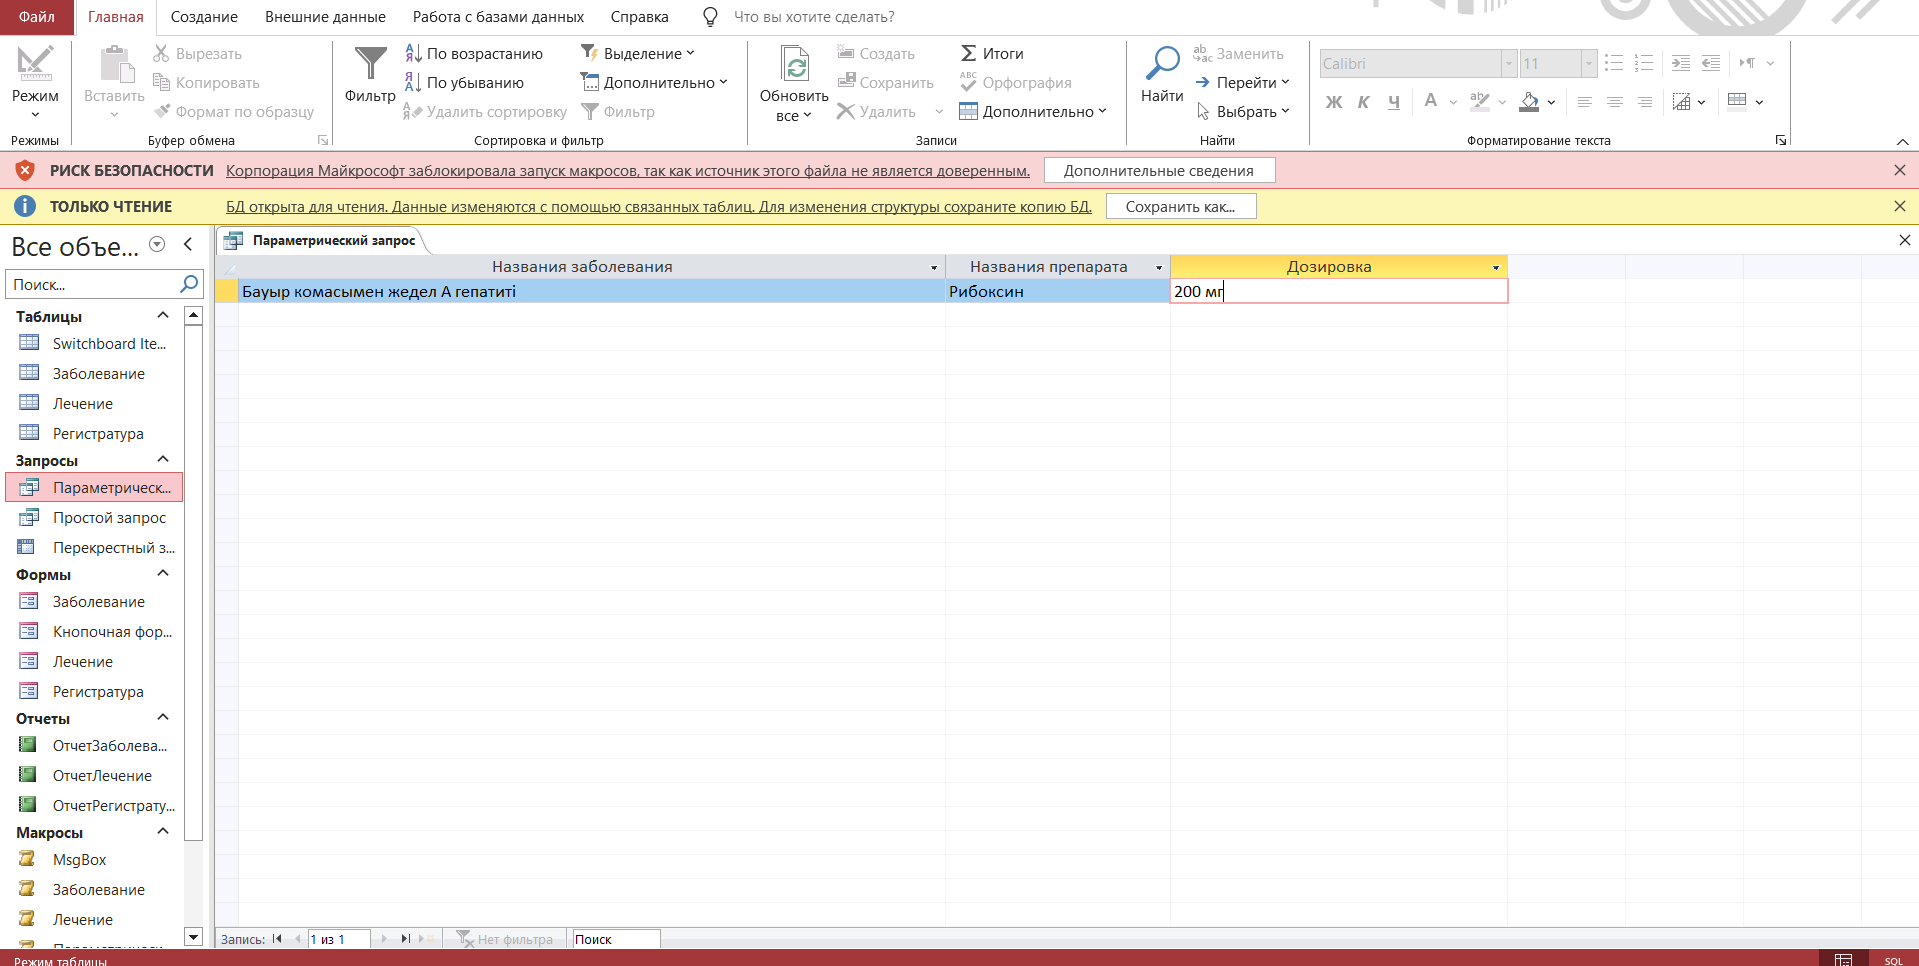 Файл Главная Создание Внешние данные Работа с базами данных Справка Что вы хотите сделать?
Режим
Режимы
Вставить
Вырезать
Копировать
Формат по образцу
Буфер обмена
Фильтр
По возрастанию
По убыванию
Удалить сортировку
Выделение
Дополнительно
Фильтр
Сортировка и фильтр
Обновить
все
Создать
Сохранить
Удалить
Итоги
Орфография
Дополнительно
Записи
Найти
Заменить
Перейти
Выбрать
Найти
Calibri 11
Ж К Ч
Форматирование текста
РИСК БЕЗОПАСНОСТИ Корпорация Майкрософт заблокировала запуск макросов, так как источник этого файла не является доверенным. Дополнительные сведения
ТОЛЬКО ЧТЕНИЕ БД открыта для чтения. Данные изменяются с помощью связанных таблиц. Для изменения структуры сохраните копию БД. Сохранить как...
Все объе...
Поиск...
Таблицы
Switchboard Ite...
Заболевание
Лечение
Регистратура
Запросы
Параметрическ...
Простой запрос
Перекрестный з...
Формы
Заболевание
Кнопочная фор...
Лечение
Регистратура
Отчеты
ОтчетЗаболева...
ОтчетЛечение
ОтчетРегистрату...
Макросы
MsgBox
Заболевание
Лечение
Параметрический запрос
Названия заболевания Названия препарата Дозировка
Бауыр комасымен жедел А гепатиті Рибоксин 200 мг
Запись: 1 из 1 Нет фильтра Поиск
Режим таблицы SQL